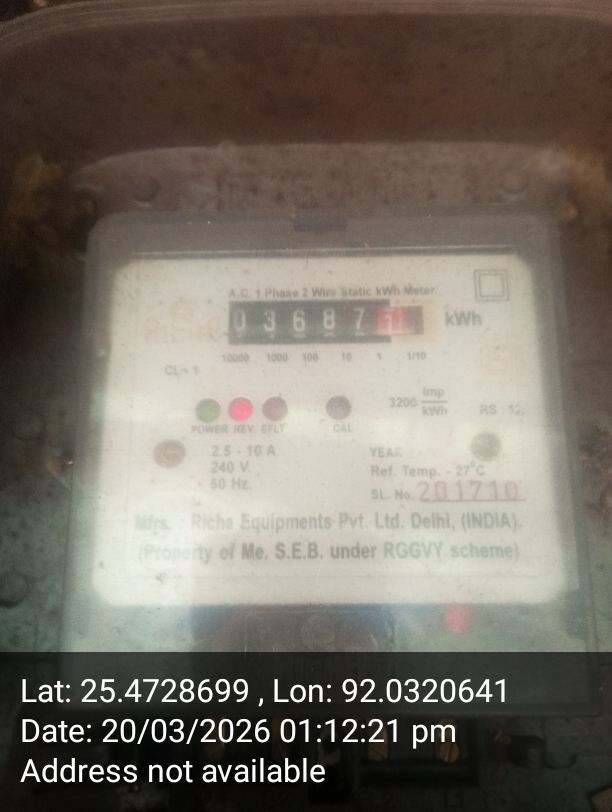 A.C. 1 Phase 2 Wire Static kWh Meter.
0 3 6 8 7 kWh
10000 1000 100 10 1 1/10
CL- 1
3200 Imp/kWh
RS : 52.
POWER REV. EFLT CAL
2.5 - 10 A
240 V.
50 Hz.
YEAR
Ref. Temp. - 27°C
SL. No. 201710
Mfrs. : Richa Equipments Pvt. Ltd. Delhi, (INDIA).
(Property of Me. S.E.B. under RGGVY scheme)
Lat: 25.4728699 , Lon: 92.0320641
Date: 20/03/2026 01:12:21 pm
Address not available